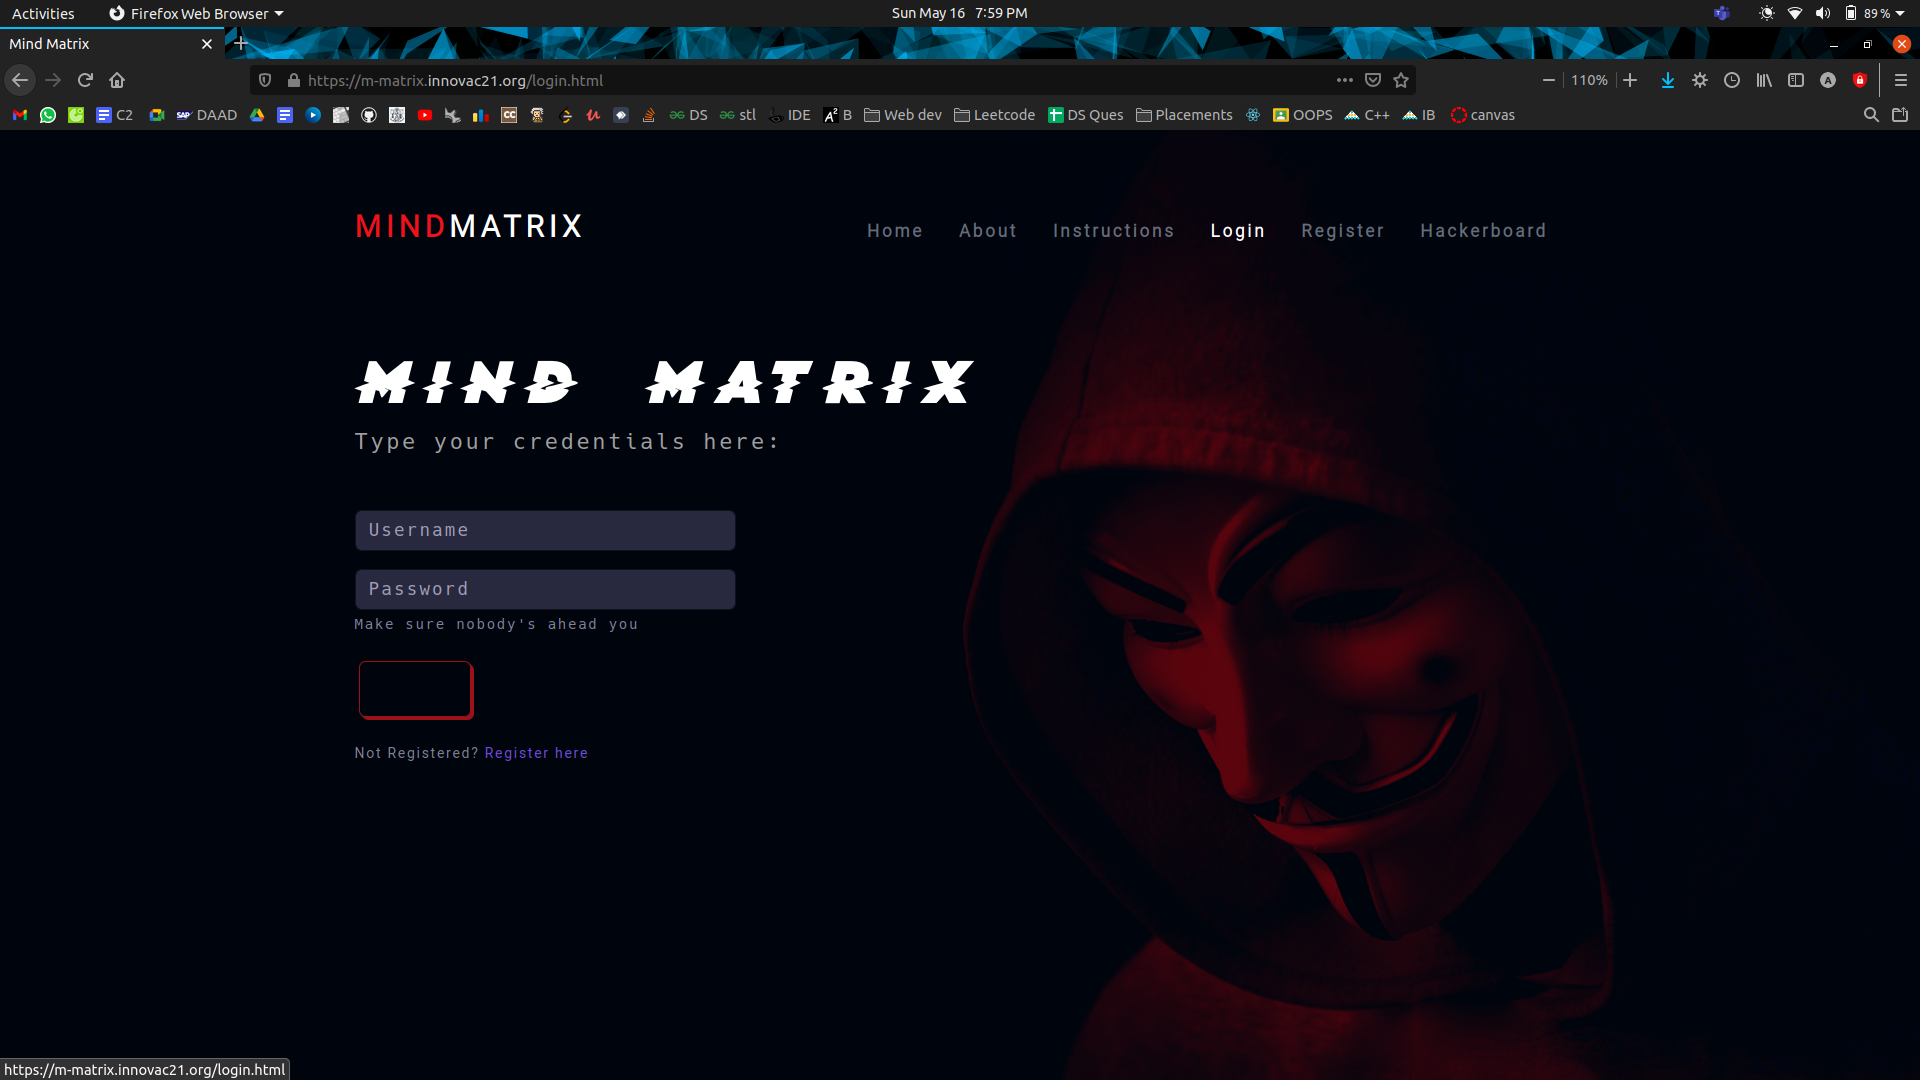 Activities Firefox Web Browser Sun May 16 7:59 PM 89 %
Mind Matrix
https://m-matrix.innovac21.org/login.html 110%
C2 DAAD DS stl IDE A² B Web dev Leetcode DS Ques Placements OOPS C++ IB canvas
MINDMATRIX
Home About Instructions Login Register Hackerboard
MIND MATRIX
Type your credentials here:
Username
Password
Make sure nobody's ahead you
Not Registered? Register here
https://m-matrix.innovac21.org/login.html